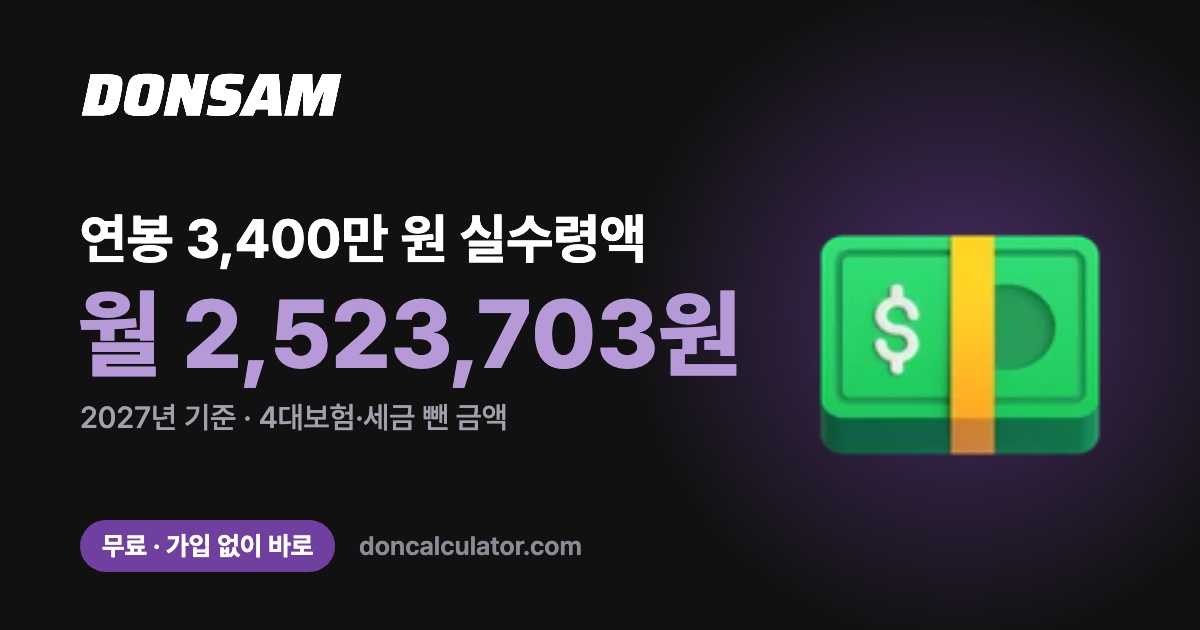 DONSAM
연봉 3,400만 원 실수령액
월 2,523,703원
2027년 기준 · 4대보험·세금 뺀 금액
무료 · 가입 없이 바로
doncalculator.com
$